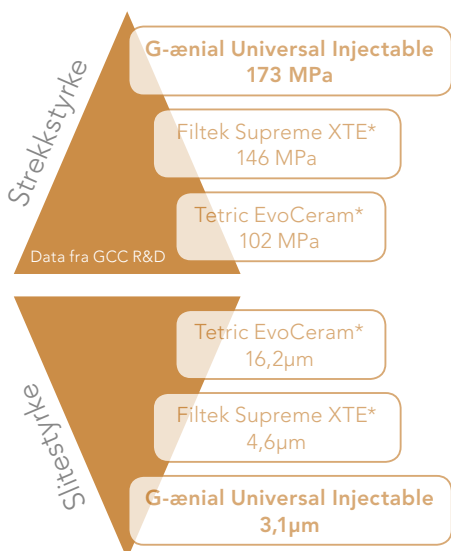 Strekkstyrke
G-ænial Universal Injectable
173 MPa
Filtek Supreme XTE*
146 MPa
Tetric EvoCeram*
102 MPa
Data fra GCC R&D
Slitestyrke
Tetric EvoCeram*
16,2µm
Filtek Supreme XTE*
4,6µm
G-ænial Universal Injectable
3,1µm